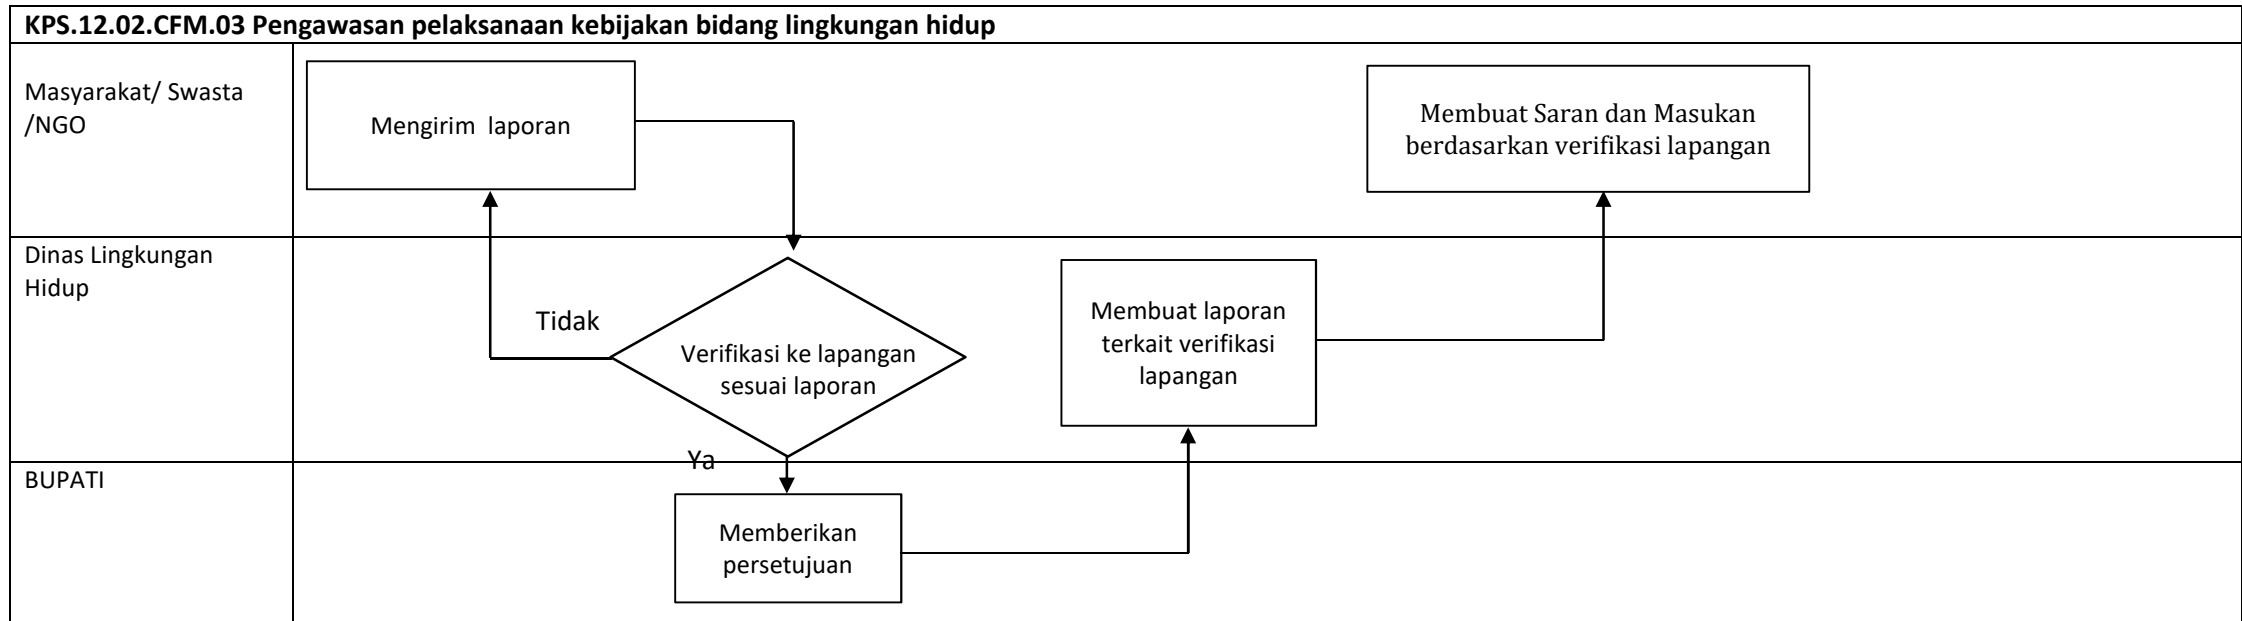 KPS.12.02.CFM.03 Pengawasan pelaksanaan kebijakan bidang lingkungan hidup
Masyarakat/ Swasta
/NGO
Mengirim laporan
Membuat Saran dan Masukan
berdasarkan verifikasi lapangan
Dinas Lingkungan
Hidup
Tidak
Verifikasi ke lapangan
sesuai laporan
Membuat laporan
terkait verifikasi
lapangan
Ya
BUPATI
Memberikan
persetujuan